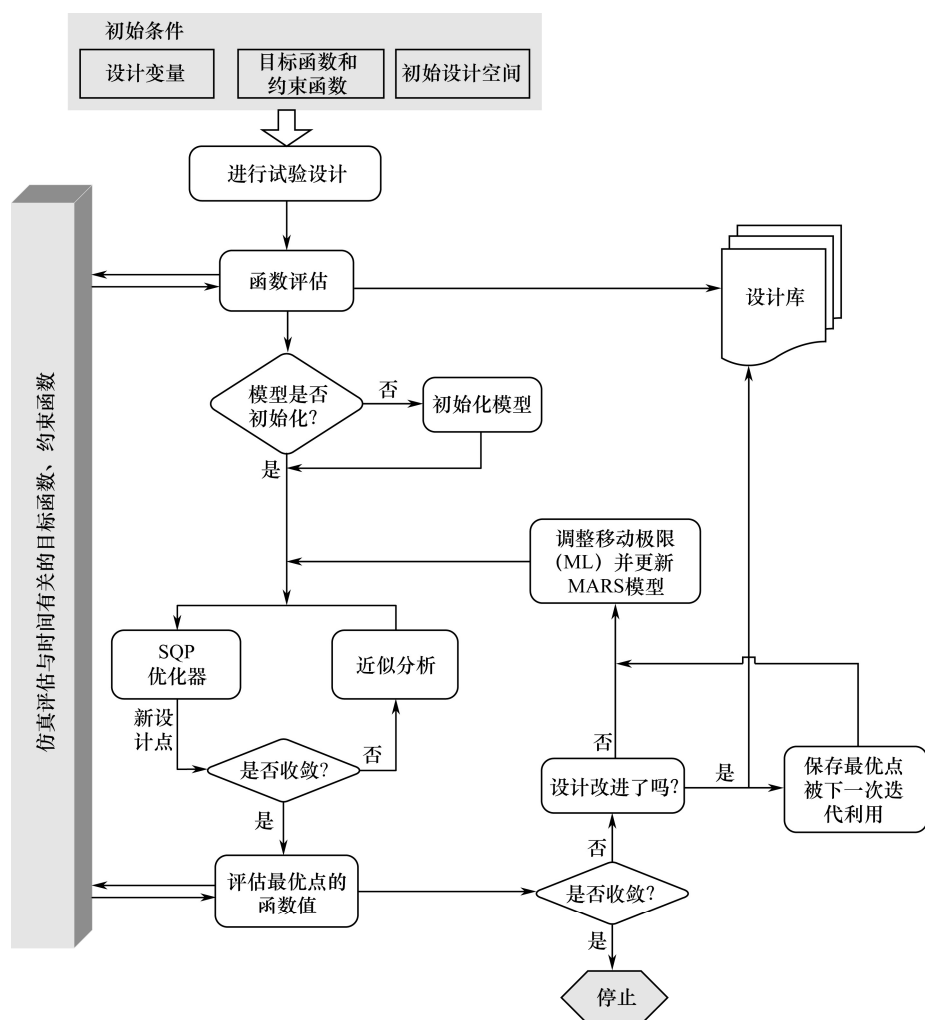 初始条件
设计变量
目标函数和
约束函数
初始设计空间
进行试验设计
函数评估
设计库
模型是否
初始化?
否
初始化模型
是
仿真评估与时间有关的目标函数、约束函数
调整移动极限
(ML) 并更新
MARS模型
SQP
优化器
近似分析
新设
计点
是否收敛?
否
是
否
设计改进了吗?
是
保存最优点
被下一次迭
代利用
评估最优点的
函数值
否
是否收敛?
是
停止